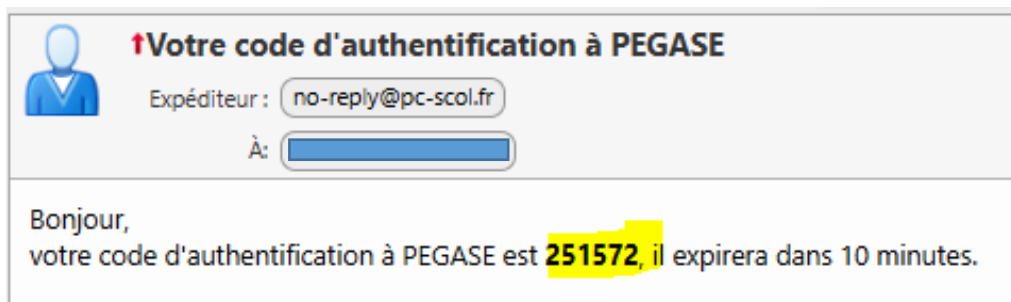 ↑Votre code d'authentification à PEGASE
Expéditeur : no-reply@pc-scol.fr
À:
Bonjour,
votre code d'authentification à PEGASE est 251572, il expirera dans 10 minutes.